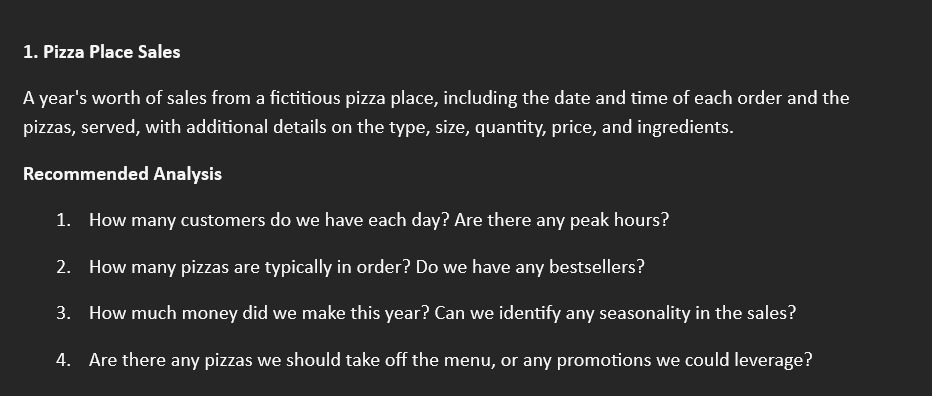 1. Pizza Place Sales
A year's worth of sales from a fictitious pizza place, including the date and time of each order and the
pizzas, served, with additional details on the type, size, quantity, price, and ingredients.
Recommended Analysis
1. How many customers do we have each day? Are there any peak hours?
2. How many pizzas are typically in order? Do we have any bestsellers?
3. How much money did we make this year? Can we identify any seasonality in the sales?
4. Are there any pizzas we should take off the menu, or any promotions we could leverage?